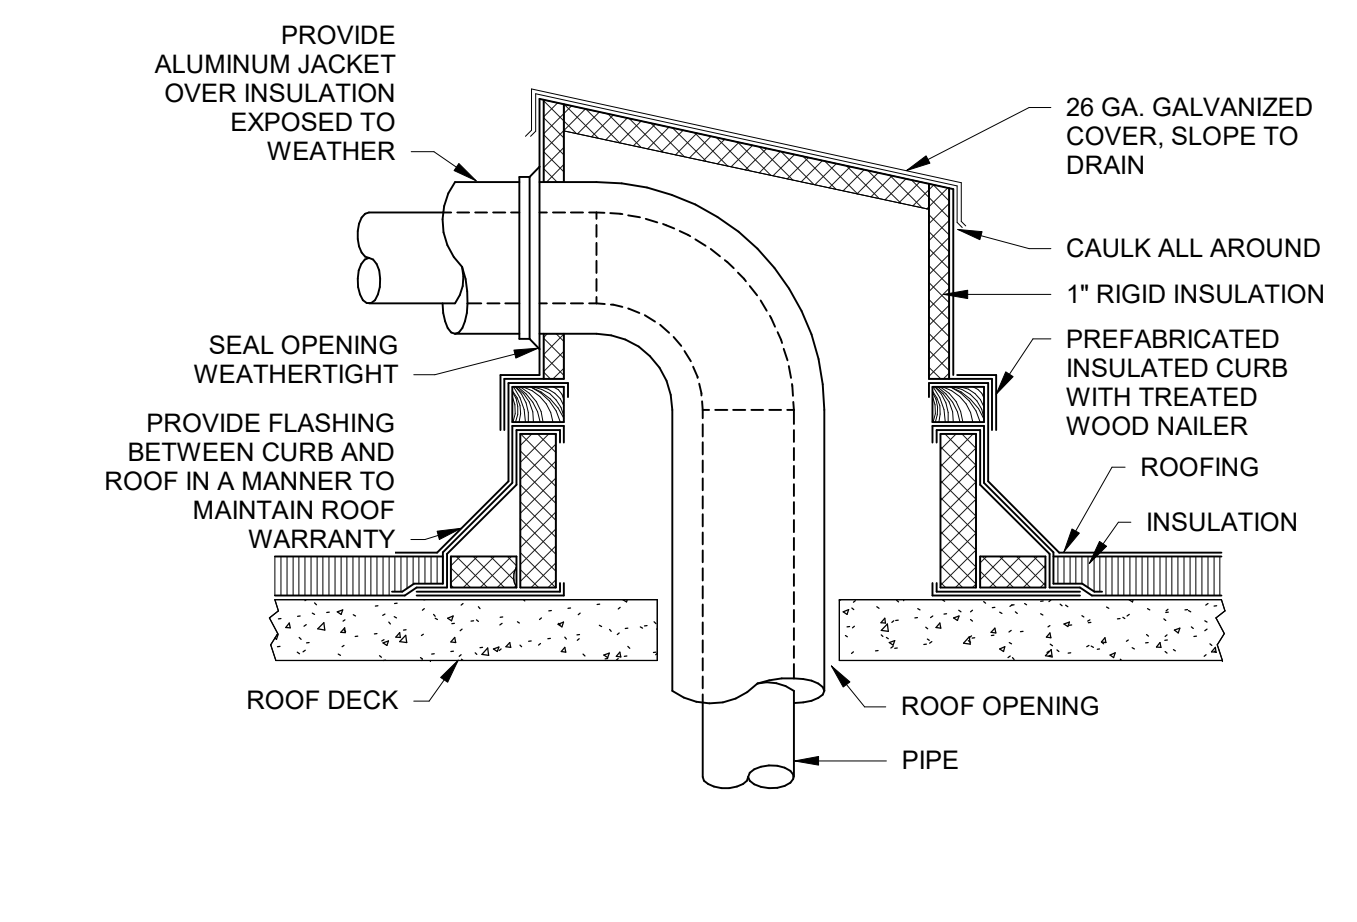 PROVIDE
ALUMINUM JACKET
OVER INSULATION
EXPOSED TO
WEATHER
SEAL OPENING
WEATHERTIGHT
PROVIDE FLASHING
BETWEEN CURB AND
ROOF IN A MANNER TO
MAINTAIN ROOF
WARRANTY
ROOF DECK
26 GA. GALVANIZED
COVER, SLOPE TO
DRAIN
CAULK ALL AROUND
1" RIGID INSULATION
PREFABRICATED
INSULATED CURB
WITH TREATED
WOOD NAILER
ROOFING
INSULATION
ROOF OPENING
PIPE